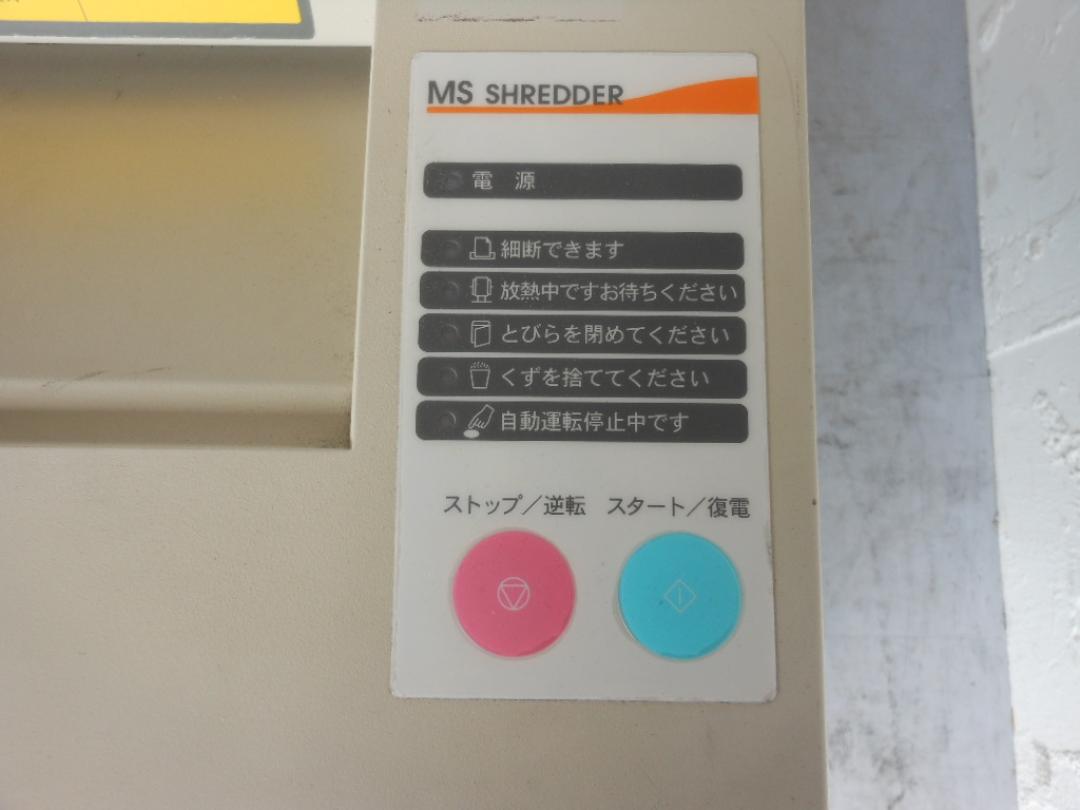 MS SHREDDER
電 源
細断できます
放熱中ですお待ちください
とびらを閉めてください
くずを捨ててください
自動運転停止中です
ストップ/逆転 スタート/復電